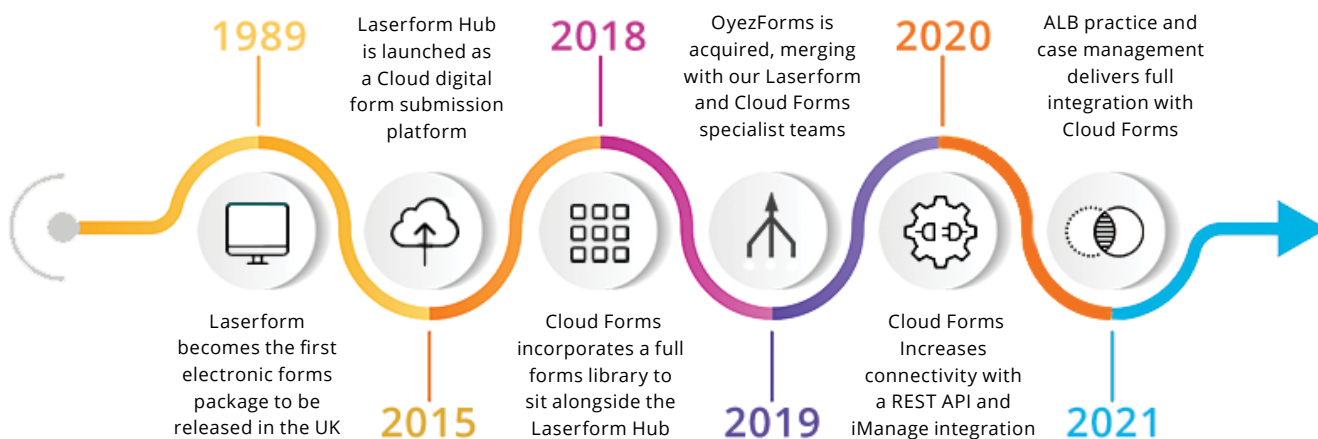 1989
Laserform
becomes the first
electronic forms
package to be
released in the UK
Laserform Hub
is launched as
a Cloud digital
form submission
platform
2015
2018
Cloud Forms
incorporates a full
forms library to
sit alongside the
Laserform Hub
OyezForms is
acquired, merging
with our Laserform
and Cloud Forms
specialist teams
2019
2020
Cloud Forms
Increases
connectivity with
a REST API and
iManage integration
ALB practice and
case management
delivers full
integration with
Cloud Forms
2021